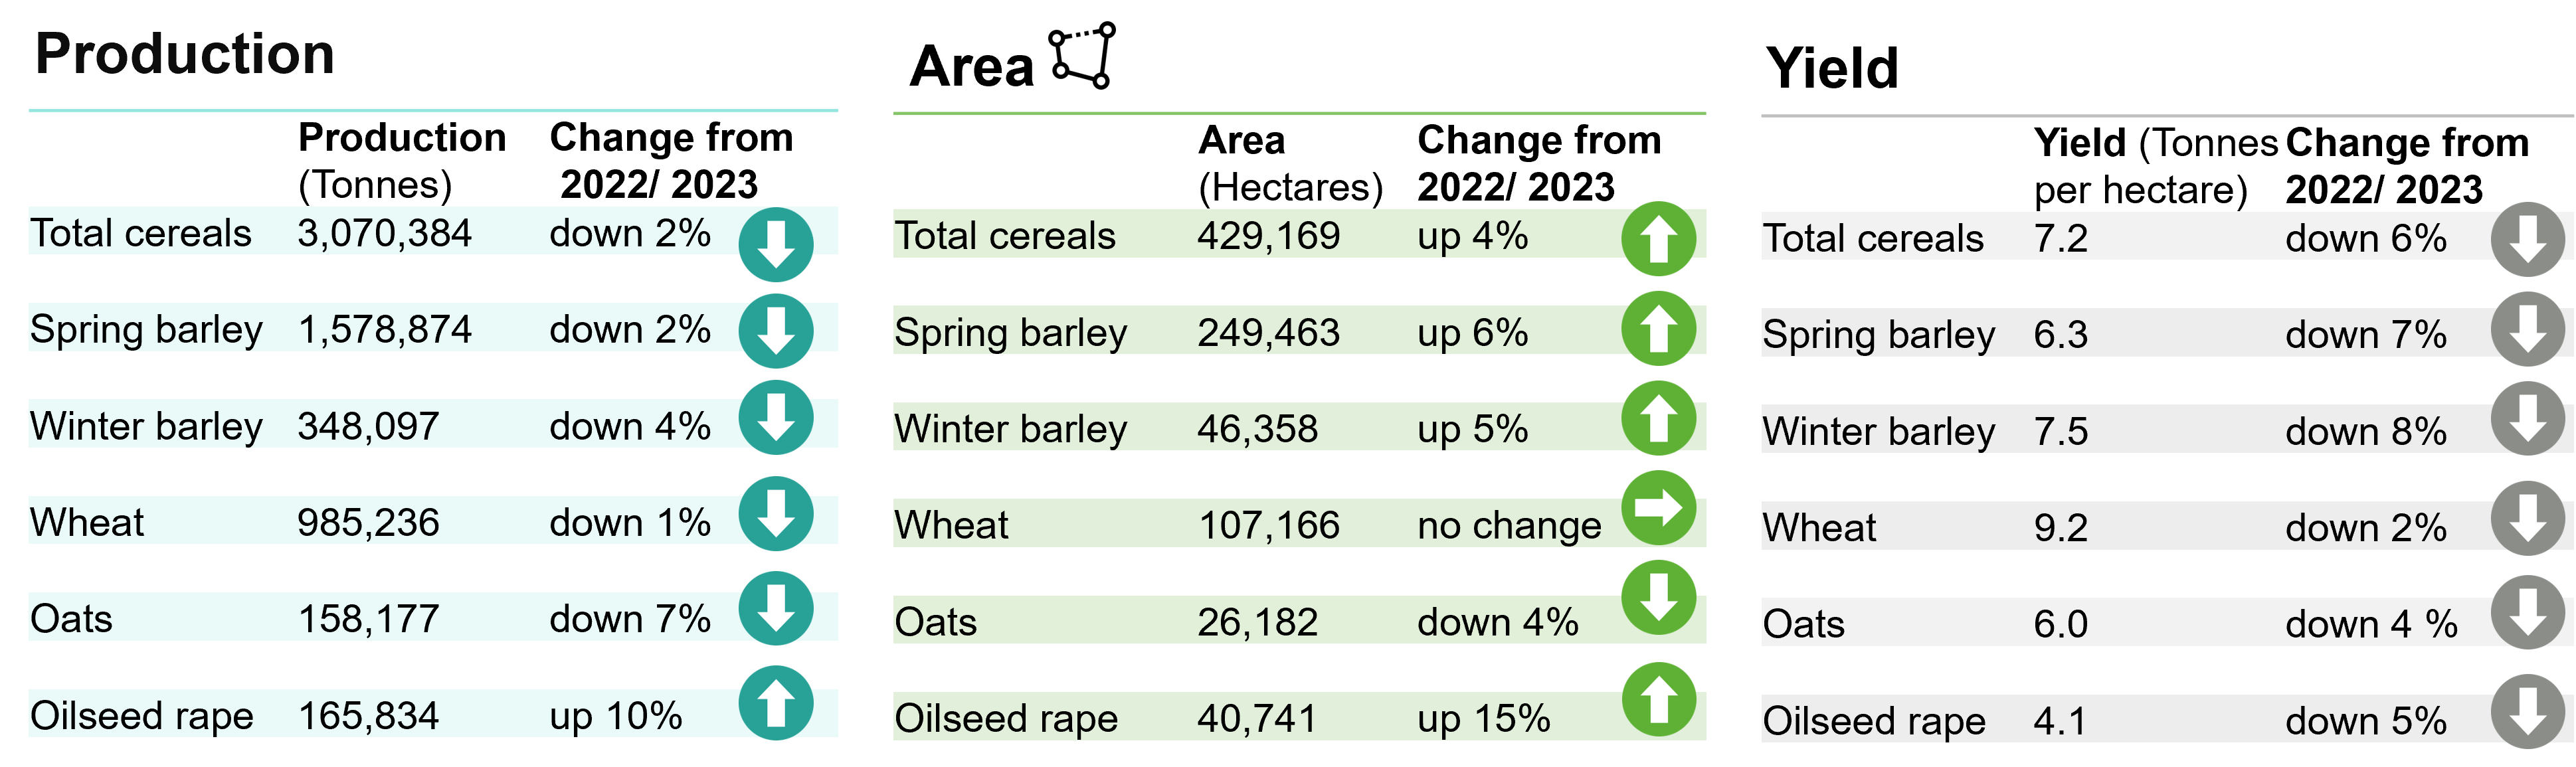 Production
Production Change from
(Tonnes) 2022/ 2023
Total cereals 3,070,384 down 2%
Spring barley 1,578,874 down 2%
Winter barley 348,097 down 4%
Wheat 985,236 down 1%
Oats 158,177 down 7%
Oilseed rape 165,834 up 10%
Area
Area Change from
(Hectares) 2022/ 2023
Total cereals 429,169 up 4%
Spring barley 249,463 up 6%
Winter barley 46,358 up 5%
Wheat 107,166 no change
Oats 26,182 down 4%
Oilseed rape 40,741 up 15%
Yield
Yield (Tonnes Change from
per hectare) 2022/ 2023
Total cereals 7.2 down 6%
Spring barley 6.3 down 7%
Winter barley 7.5 down 8%
Wheat 9.2 down 2%
Oats 6.0 down 4 %
Oilseed rape 4.1 down 5%